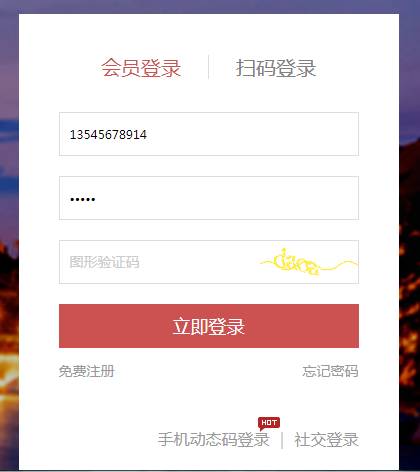 会员登录 扫码登录
13545678914
•••••
图形验证码
立即登录
免费注册 忘记密码
HOT
手机动态码登录 | 社交登录